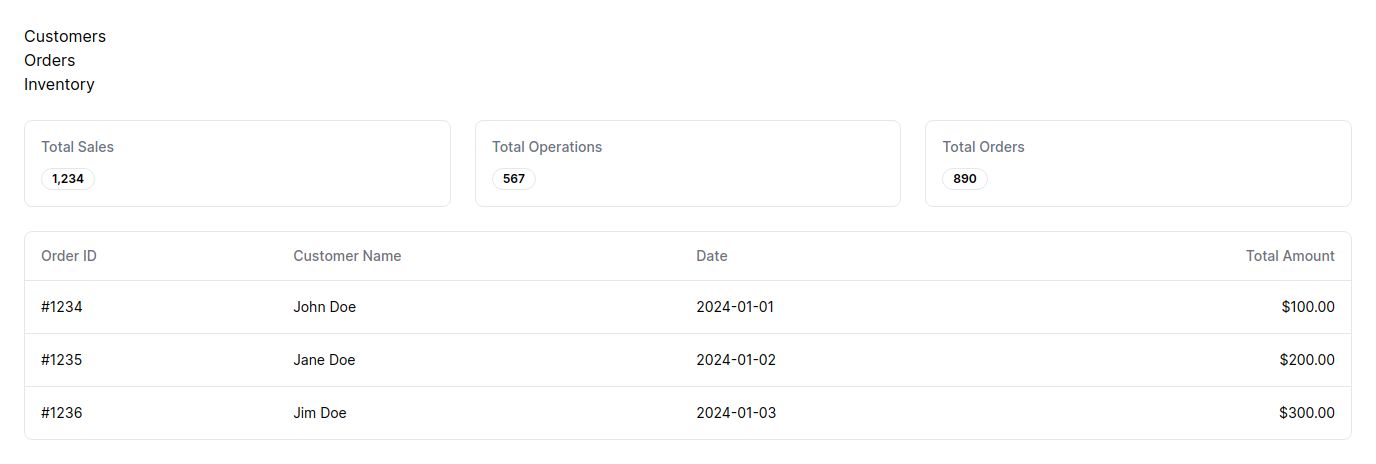 Customers
Orders
Inventory
Total Sales Total Operations Total Orders
1,234 567 890
Order ID Customer Name Date Total Amount
#1234 John Doe 2024-01-01 $100.00
#1235 Jane Doe 2024-01-02 $200.00
#1236 Jim Doe 2024-01-03 $300.00